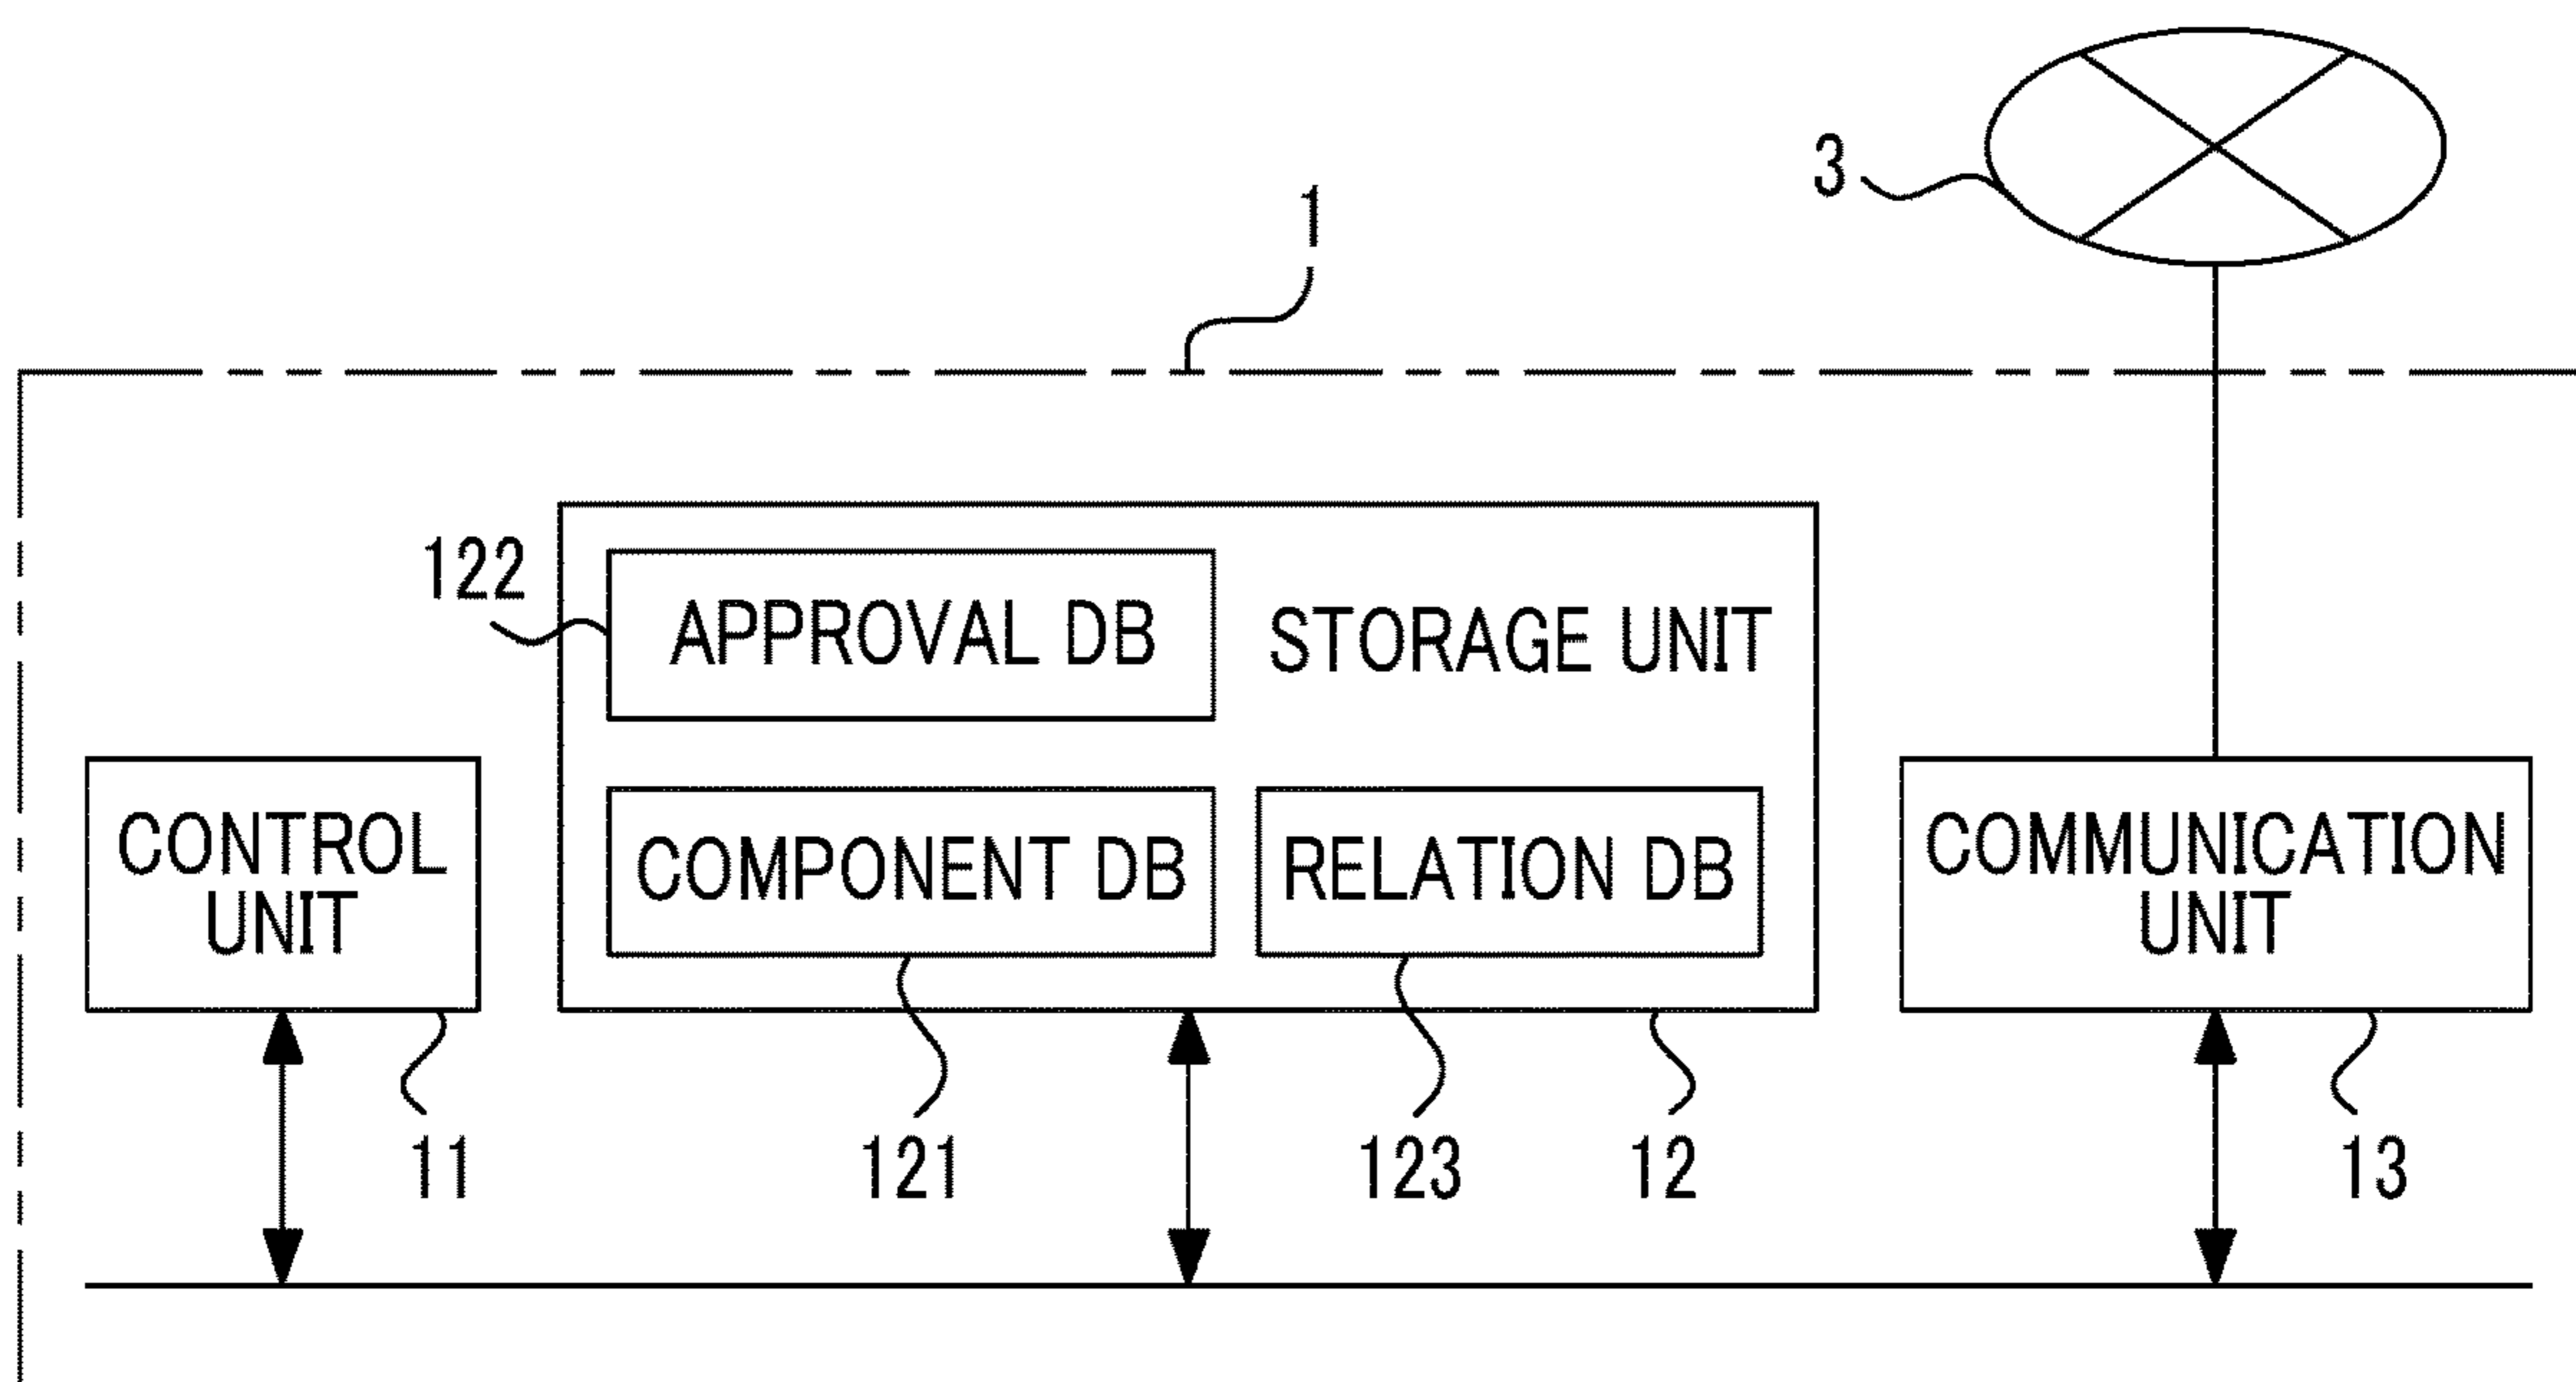 3
1
122
APPROVAL DB
STORAGE UNIT
CONTROL
UNIT
COMPONENT DB
RELATION DB
COMMUNICATION
UNIT
11
121
123
12
13